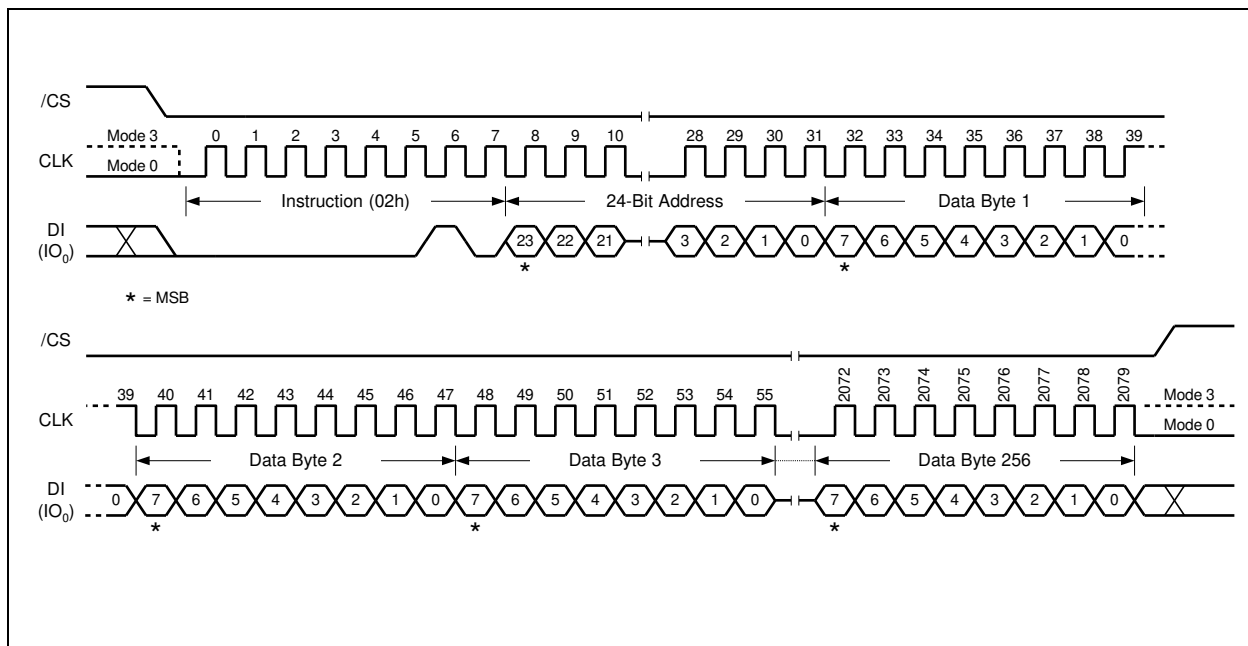 /CS
0 1 2 3 4 5 6 7 8 9 10 28 29 30 31 32 33 34 35 36 37 38 39
Mode 3
CLK
Mode 0
Instruction (02h) 24-Bit Address Data Byte 1
DI
(IO₀)
23 22 21 3 2 1 0 7 6 5 4 3 2 1 0
* *
* = MSB
/CS
39 40 41 42 43 44 45 46 47 48 49 50 51 52 53 54 55 2072 2073 2074 2075 2076 2077 2078 2079
Mode 3
CLK
Mode 0
Data Byte 2 Data Byte 3 Data Byte 256
DI
(IO₀)
0 7 6 5 4 3 2 1 0 7 6 5 4 3 2 1 0 7 6 5 4 3 2 1 0
* * *